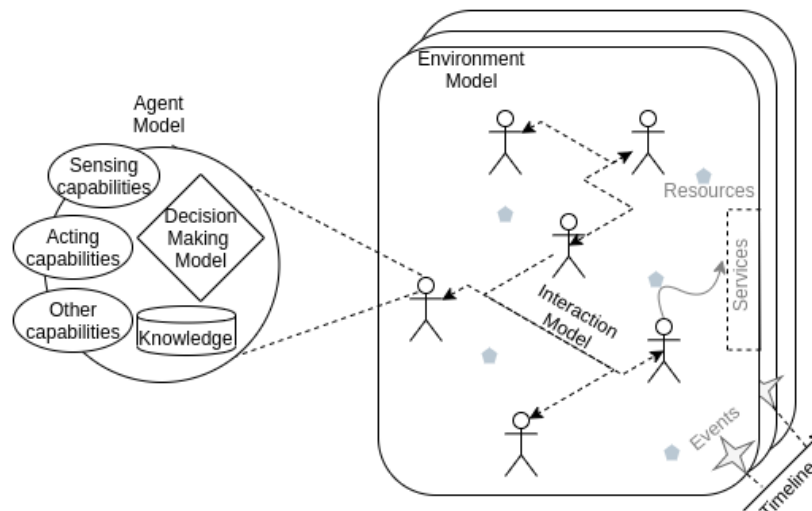 Environment
Model
Agent
Model
Sensing
capabilities
Decision
Making
Model
Acting
capabilities
Other
capabilities
Knowledge
Resources
Services
Interaction
Model
Events
Timeline